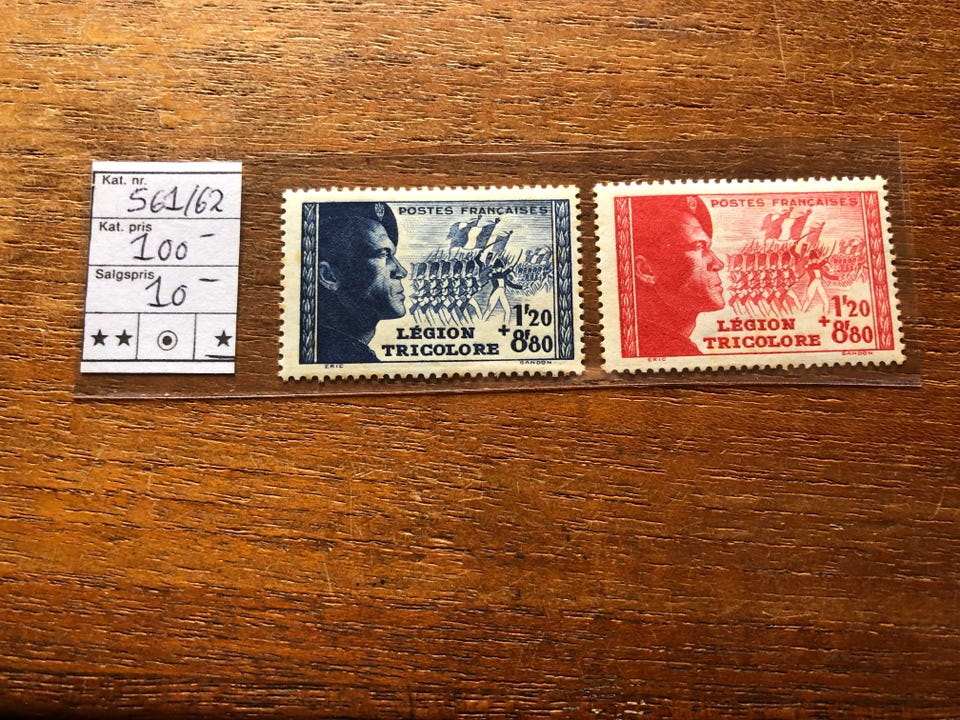 Kat. nr.
561/62
Kat. pris
100-
Salgspris
10-
POSTES FRANÇAISES
1F20
+8F80
LÉGION
TRICOLORE
ERIC
GANDON
POSTES FRANÇAISES
1F20
+8F80
LÉGION
TRICOLORE
ERIC
GANDON